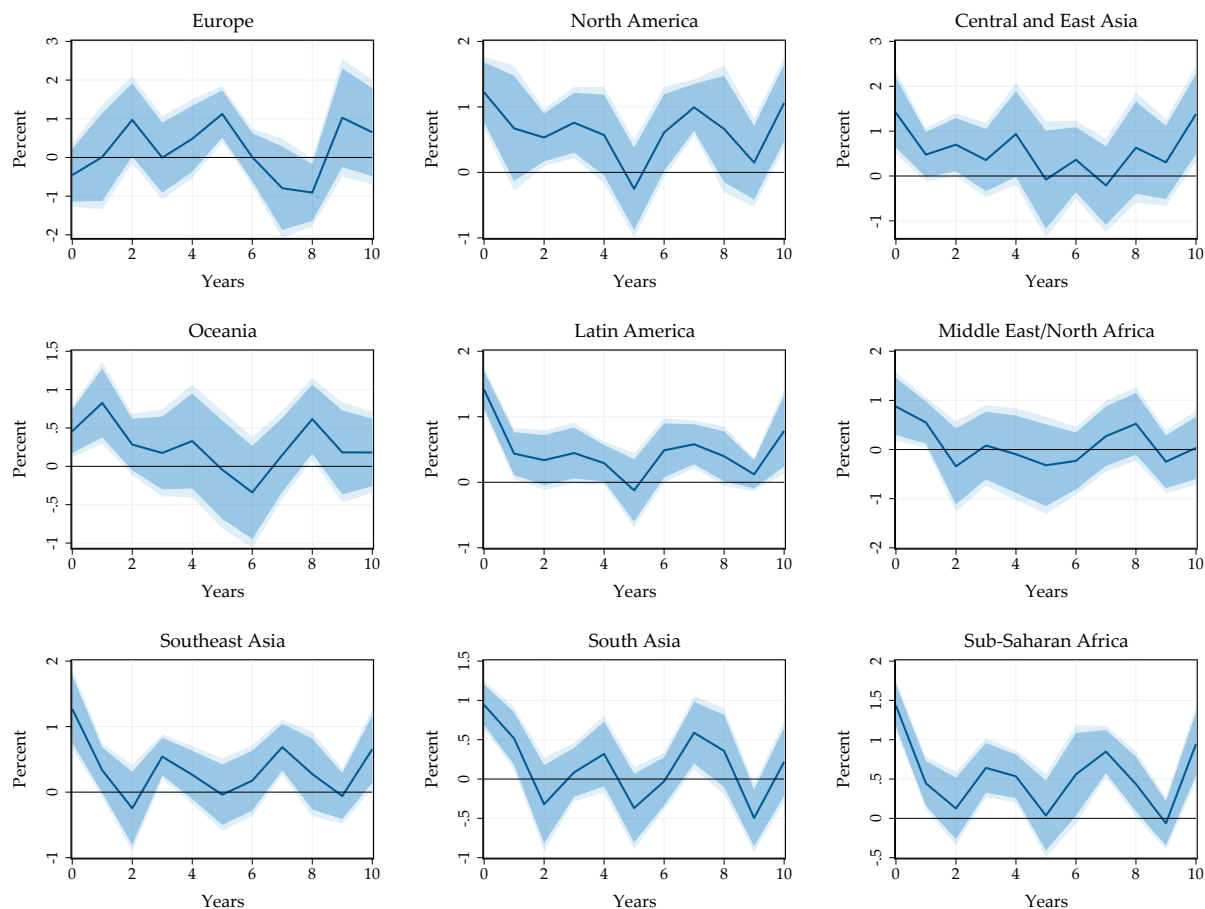 Europe
3
2
1
0
-1
-2
Percent
0 2 4 6 8 10
Years
North America
2
1
0
-1
Percent
0 2 4 6 8 10
Years
Central and East Asia
3
2
1
0
-1
Percent
0 2 4 6 8 10
Years
Oceania
1.5
1
.5
0
-.5
-1
Percent
0 2 4 6 8 10
Years
Latin America
2
1
0
-1
Percent
0 2 4 6 8 10
Years
Middle East/North Africa
2
1
0
-1
-2
Percent
0 2 4 6 8 10
Years
Southeast Asia
2
1
0
-1
Percent
0 2 4 6 8 10
Years
South Asia
1.5
1
.5
0
-.5
-1
Percent
0 2 4 6 8 10
Years
Sub-Saharan Africa
2
1.5
1
.5
0
-.5
Percent
0 2 4 6 8 10
Years